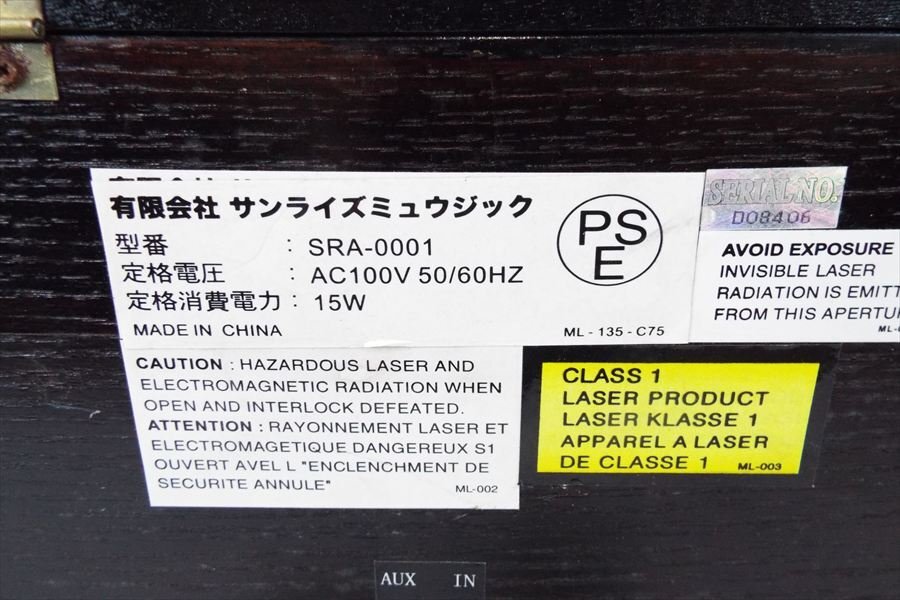 有限会社 サンライズミュウジック
型番 : SRA-0001
定格電圧 : AC100V 50/60HZ
定格消費電力 : 15W
MADE IN CHINA
ML - 135 - C75
PSE
SERIAL NO.
D08406
AVOID EXPOSURE
INVISIBLE LASER
RADIATION IS EMITT
FROM THIS APERTU
CAUTION : HAZARDOUS LASER AND
ELECTROMAGNETIC RADIATION WHEN
OPEN AND INTERLOCK DEFEATED.
ATTENTION : RAYONNEMENT LASER ET
ELECTROMAGETIQUE DANGEREUX S1
OUVERT AVEL L "ENCLENCHMENT DE
SECURITE ANNULE"
ML-002
CLASS 1
LASER PRODUCT
LASER KLASSE 1
APPAREL A LASER
DE CLASSE 1
ML-003
AUX IN